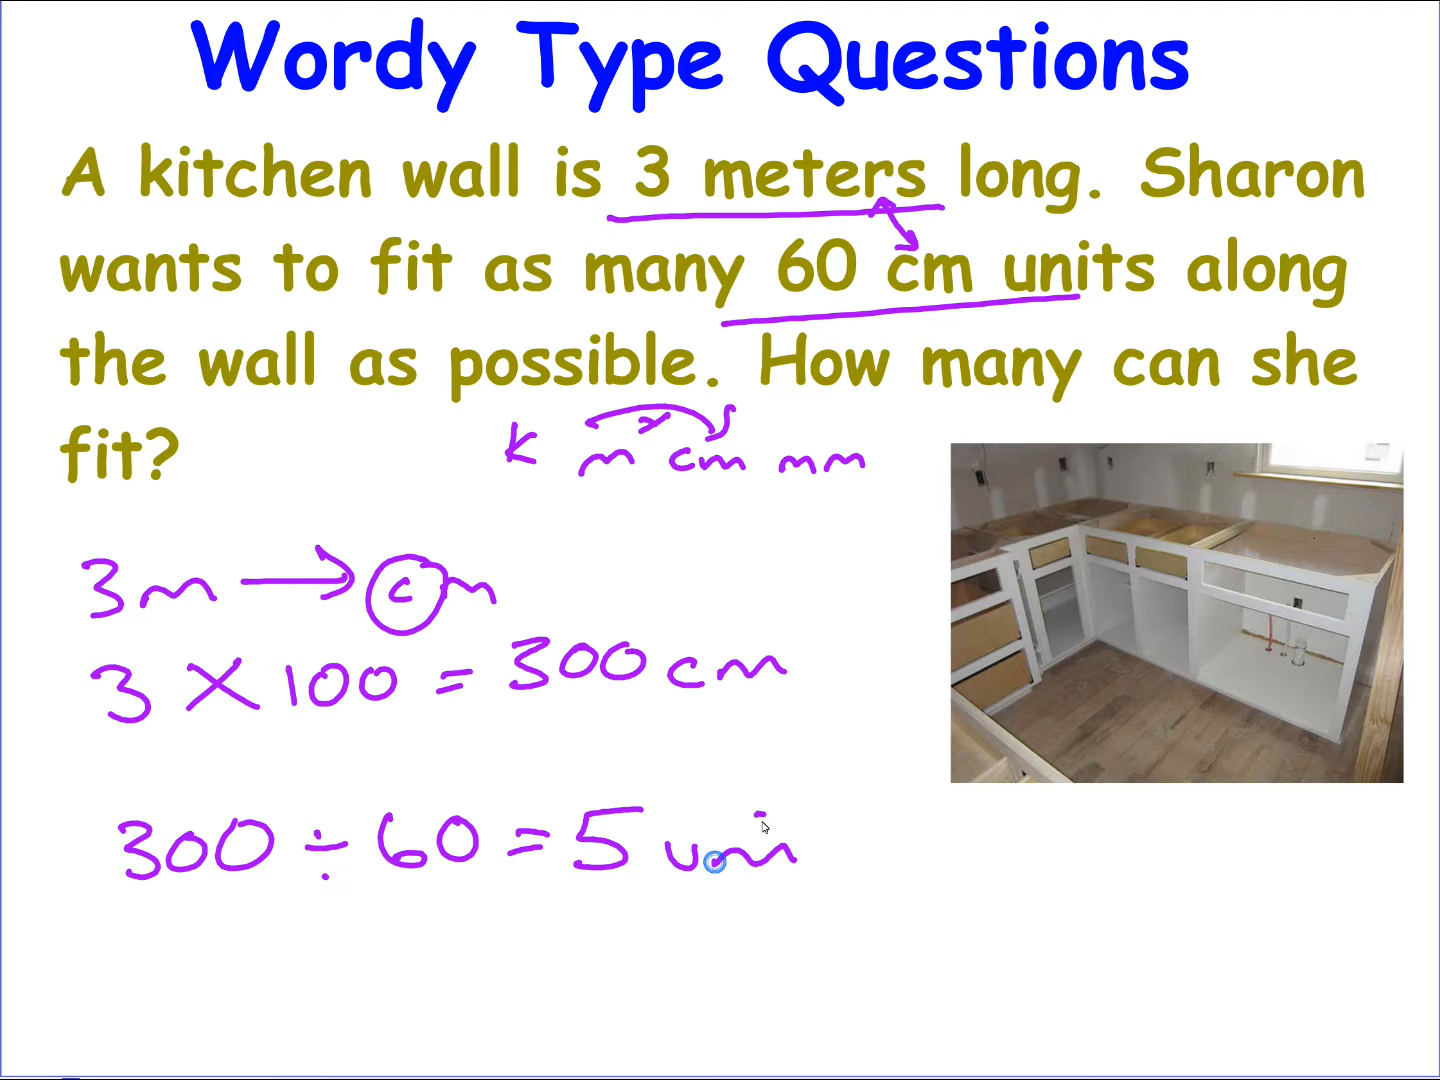 Wordy Type Questions
A kitchen wall is 3 meters long. Sharon
wants to fit as many 60 cm units along
the wall as possible. How many can she
fit?
k m cm mm
3m → cm
3 × 100 = 300 cm
300 ÷ 60 = 5 uni